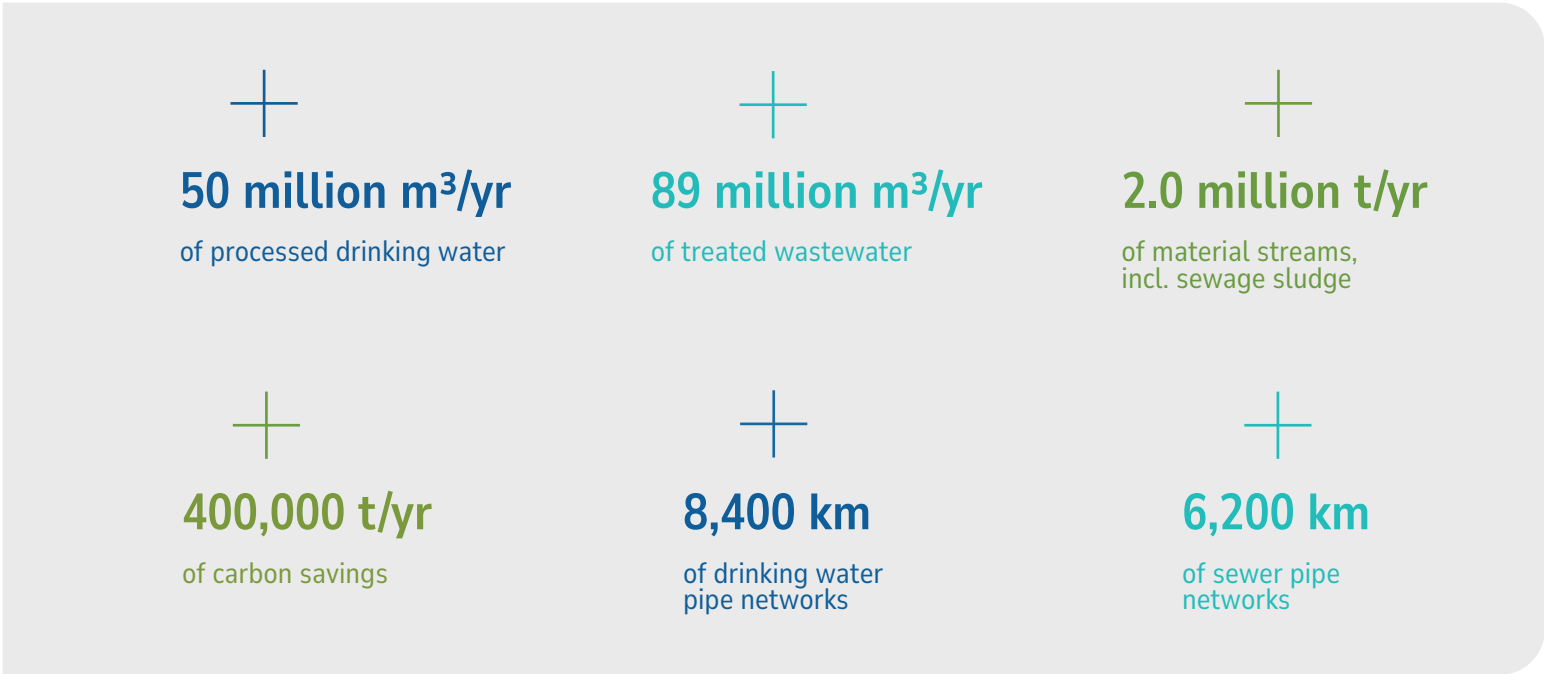 50 million m³/yr
of processed drinking water
89 million m³/yr
of treated wastewater
2.0 million t/yr
of material streams,
incl. sewage sludge
400,000 t/yr
of carbon savings
8,400 km
of drinking water
pipe networks
6,200 km
of sewer pipe
networks